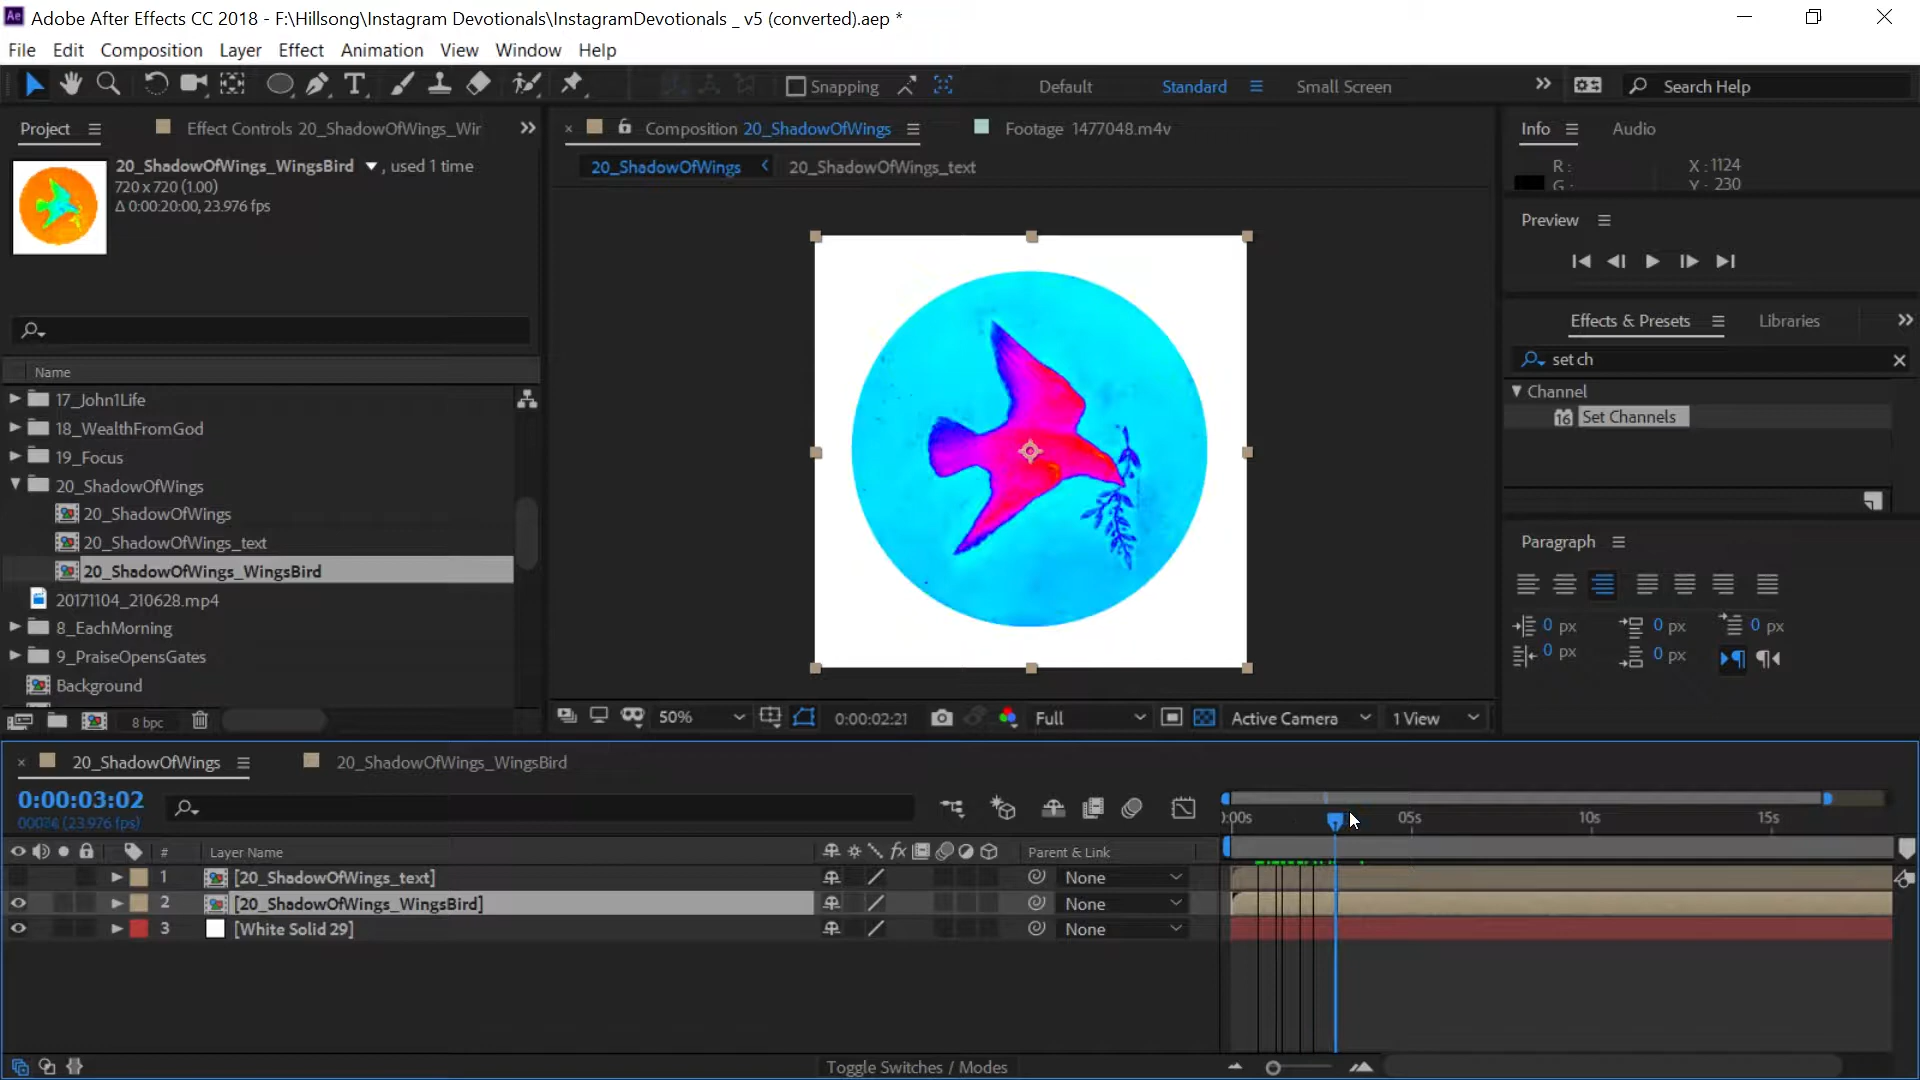 Adobe After Effects CC 2018 - F:\Hillsong\Instagram Devotionals\InstagramDevotionals _ v5 (converted).aep *
File Edit Composition Layer Effect Animation View Window Help
Snapping Default Standard Small Screen Search Help
Project Effect Controls 20_ShadowOfWings_Wir
Composition 20_ShadowOfWings Footage 1477048.m4v
Info Audio
20_ShadowOfWings_WingsBird , used 1 time
720 x 720 (1.00)
Δ 0:00:20:00, 23.976 fps
20_ShadowOfWings 20_ShadowOfWings_text
R : X : 1124
G : Y : 230
Preview
Effects & Presets Libraries
set ch
Channel
16 Set Channels
Name
17_John1Life
18_WealthFromGod
19_Focus
20_ShadowOfWings
20_ShadowOfWings
20_ShadowOfWings_text
20_ShadowOfWings_WingsBird
20171104_210628.mp4
8_EachMorning
9_PraiseOpensGates
Background
8 bpc
Paragraph
0 px 0 px 0 px
0 px 0 px
50% 0:00:02:21 Full Active Camera 1 View
20_ShadowOfWings 20_ShadowOfWings_WingsBird
0:00:03:02
(23.976 fps)
:00s 05s 10s 15s
# Layer Name fx Parent & Link
1 [20_ShadowOfWings_text] None
2 [20_ShadowOfWings_WingsBird] None
3 [White Solid 29] None
Toggle Switches / Modes